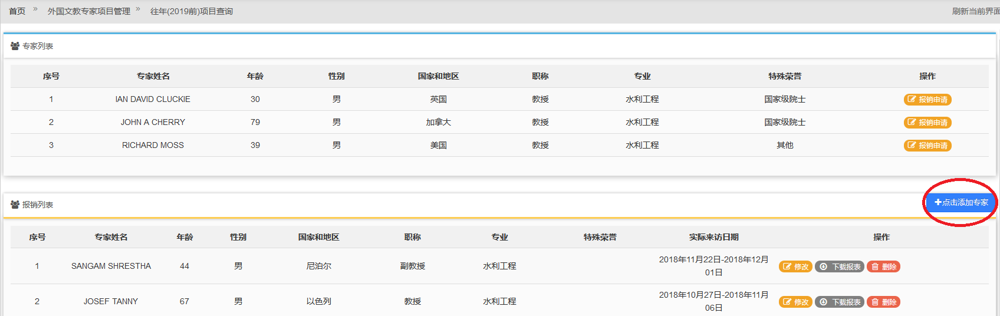 首页 » 外国文教专家项目管理 » 往年(2019前)项目查询 刷新当前界面
专家列表
序号 专家姓名 年龄 性别 国家和地区 职称 专业 特殊荣誉 操作
1 IAN DAVID CLUCKIE 30 男 英国 教授 水利工程 国家级院士 报销申请
2 JOHN A CHERRY 79 男 加拿大 教授 水利工程 国家级院士 报销申请
3 RICHARD MOSS 39 男 美国 教授 水利工程 其他 报销申请
报销列表 +点击添加专家
序号 专家姓名 年龄 性别 国家和地区 职称 专业 特殊荣誉 实际来访日期 操作
1 SANGAM SHRESTHA 44 男 尼泊尔 副教授 水利工程 2018年11月22日-2018年12月
01日 修改 下载报表 删除
2 JOSEF TANNY 67 男 以色列 教授 水利工程 2018年10月27日-2018年11月
06日 修改 下载报表 删除